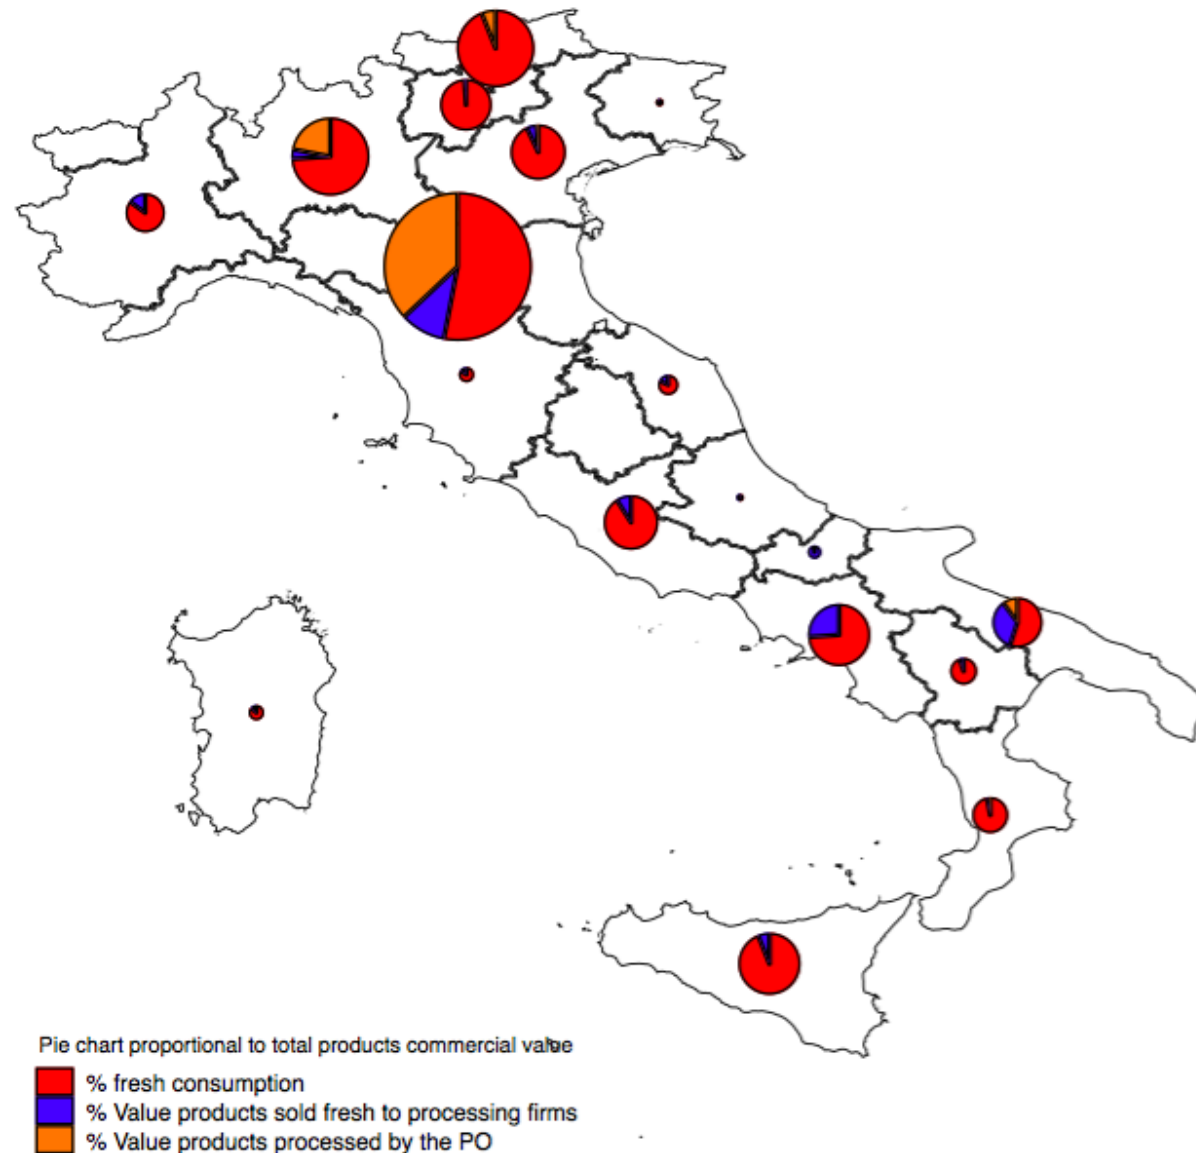 Pie chart proportional to total products commercial value
% fresh consumption
% Value products sold fresh to processing firms
% Value products processed by the PO